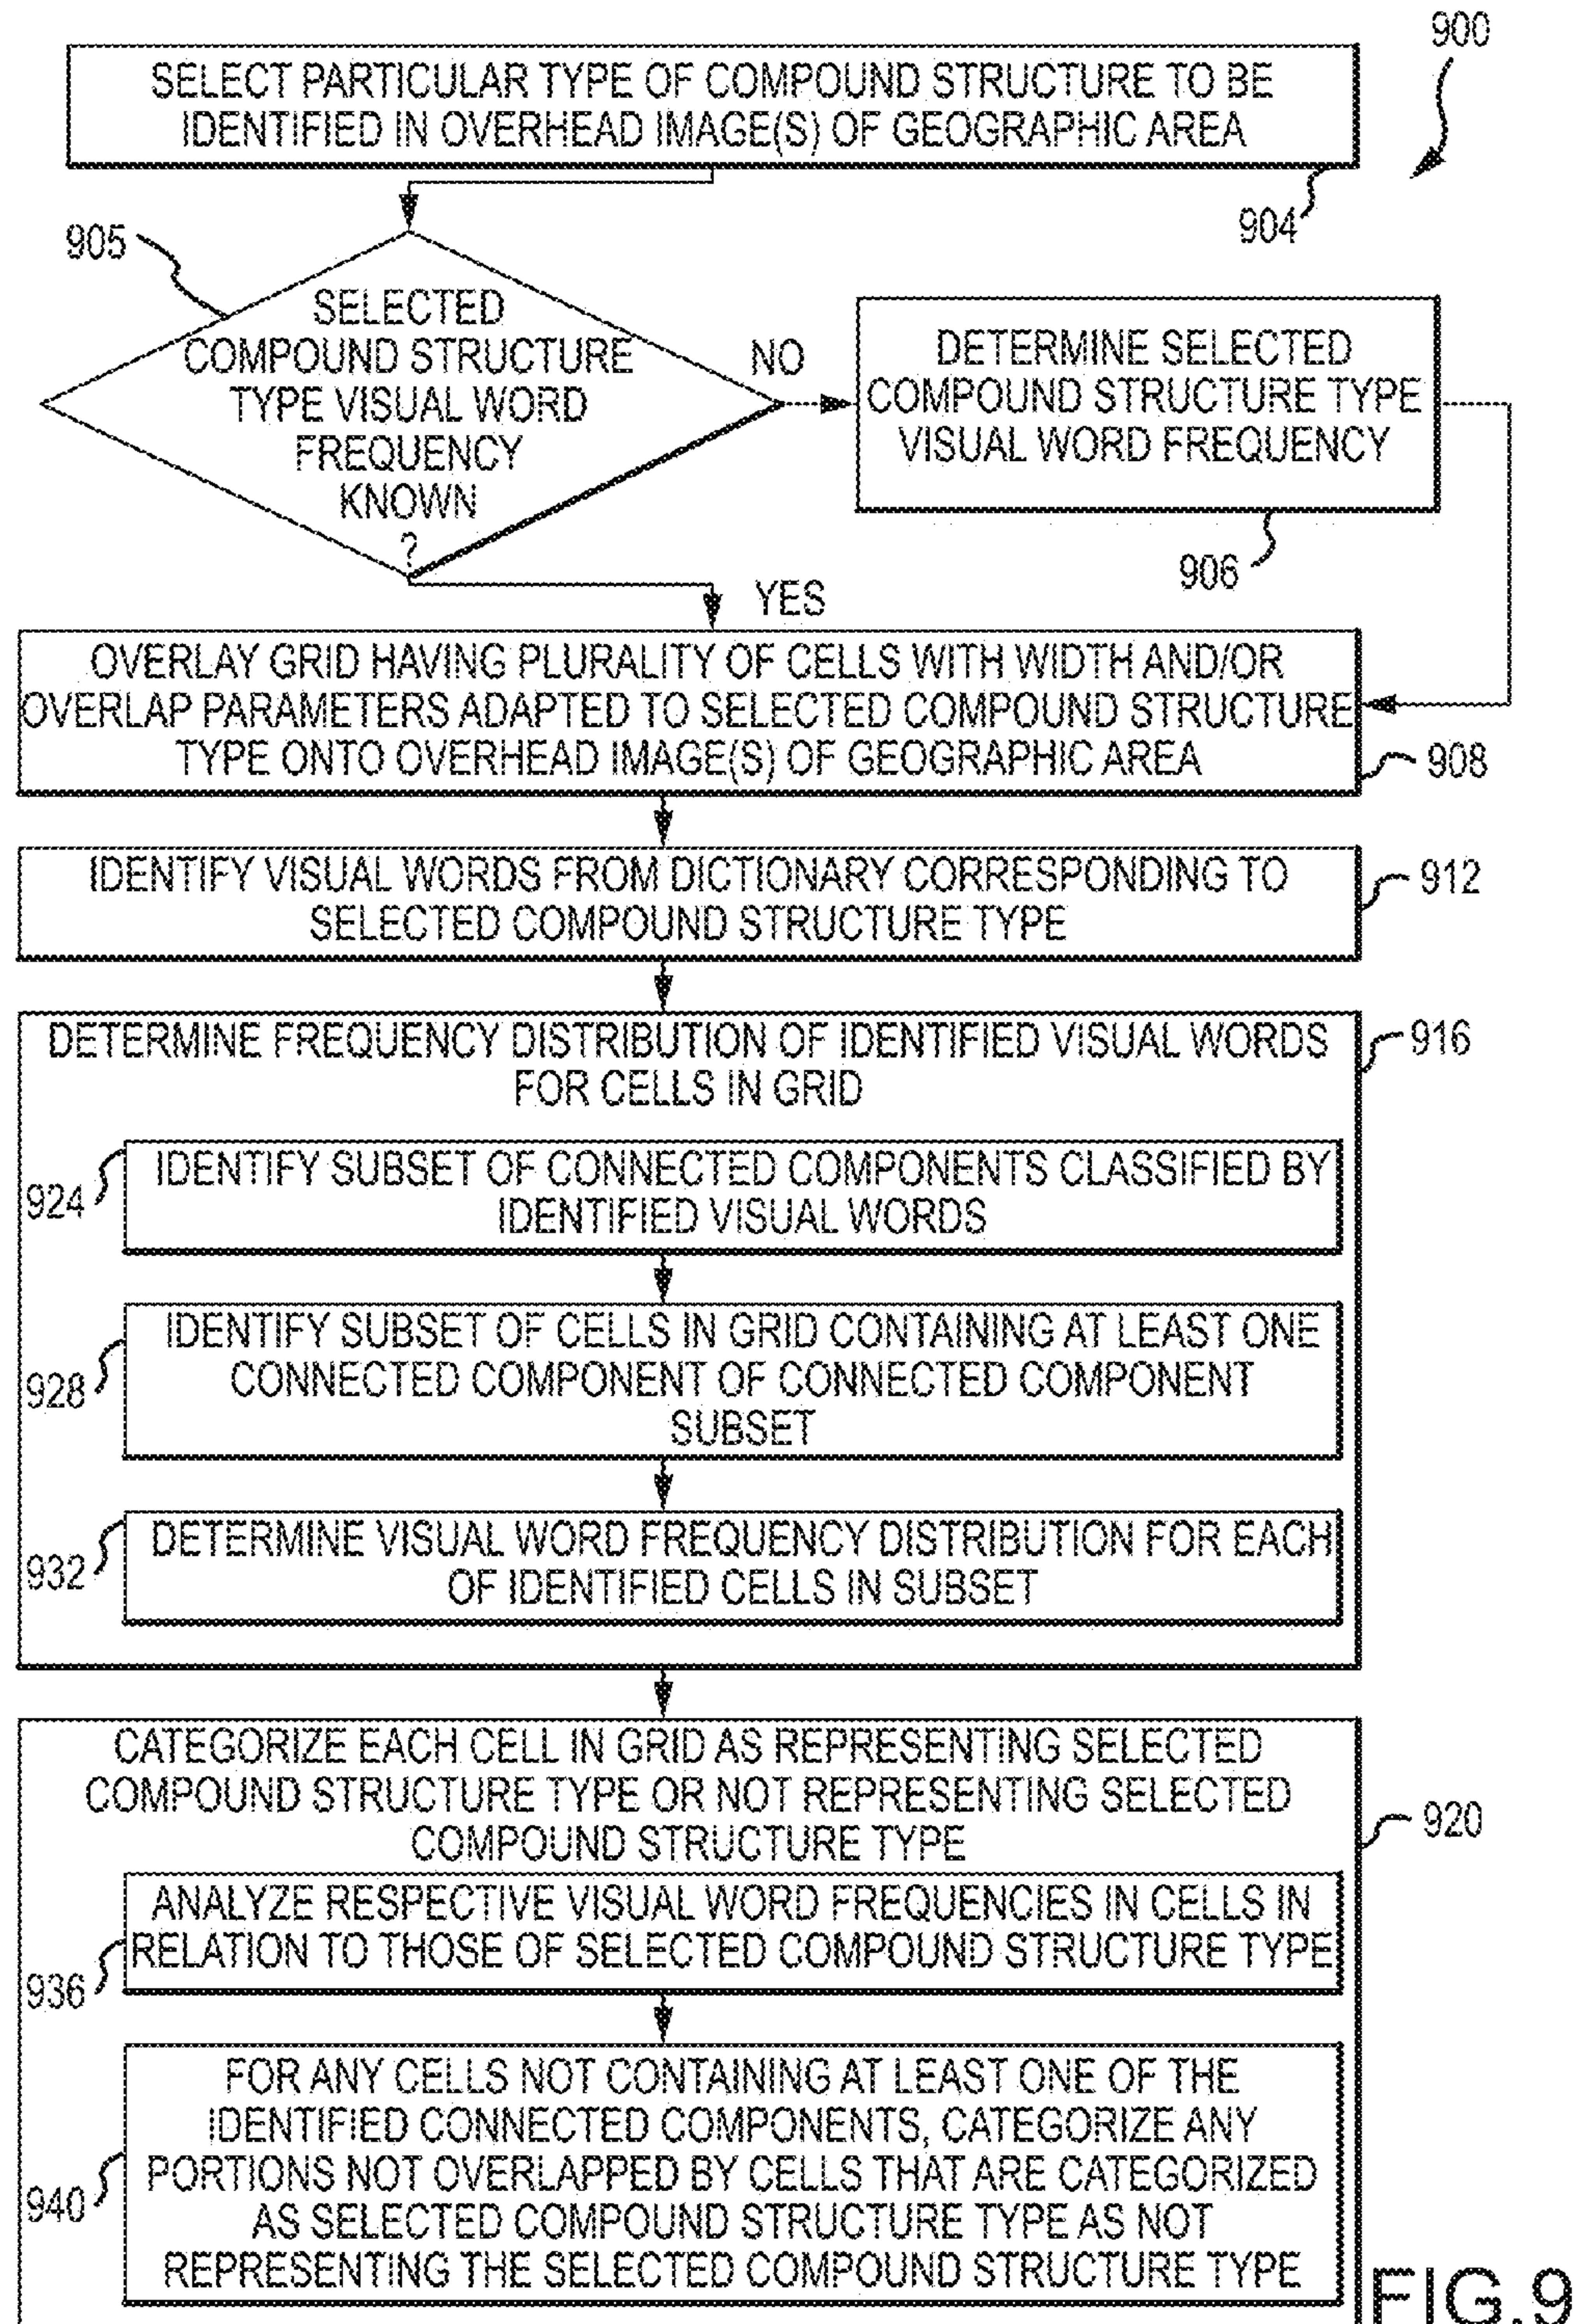 900
SELECT PARTICULAR TYPE OF COMPOUND STRUCTURE TO BE
IDENTIFIED IN OVERHEAD IMAGE(S) OF GEOGRAPHIC AREA
904
905
SELECTED
COMPOUND STRUCTURE
TYPE VISUAL WORD
FREQUENCY
KNOWN
?
NO
DETERMINE SELECTED
COMPOUND STRUCTURE TYPE
VISUAL WORD FREQUENCY
906
YES
OVERLAY GRID HAVING PLURALITY OF CELLS WITH WIDTH AND/OR
OVERLAP PARAMETERS ADAPTED TO SELECTED COMPOUND STRUCTURE
TYPE ONTO OVERHEAD IMAGE(S) OF GEOGRAPHIC AREA
908
IDENTIFY VISUAL WORDS FROM DICTIONARY CORRESPONDING TO
SELECTED COMPOUND STRUCTURE TYPE
912
DETERMINE FREQUENCY DISTRIBUTION OF IDENTIFIED VISUAL WORDS
FOR CELLS IN GRID
916
IDENTIFY SUBSET OF CONNECTED COMPONENTS CLASSIFIED BY
IDENTIFIED VISUAL WORDS
924
IDENTIFY SUBSET OF CELLS IN GRID CONTAINING AT LEAST ONE
CONNECTED COMPONENT OF CONNECTED COMPONENT
SUBSET
928
DETERMINE VISUAL WORD FREQUENCY DISTRIBUTION FOR EACH
OF IDENTIFIED CELLS IN SUBSET
932
CATEGORIZE EACH CELL IN GRID AS REPRESENTING SELECTED
COMPOUND STRUCTURE TYPE OR NOT REPRESENTING SELECTED
COMPOUND STRUCTURE TYPE
920
ANALYZE RESPECTIVE VISUAL WORD FREQUENCIES IN CELLS IN
RELATION TO THOSE OF SELECTED COMPOUND STRUCTURE TYPE
936
FOR ANY CELLS NOT CONTAINING AT LEAST ONE OF THE
IDENTIFIED CONNECTED COMPONENTS, CATEGORIZE ANY
PORTIONS NOT OVERLAPPED BY CELLS THAT ARE CATEGORIZED
AS SELECTED COMPOUND STRUCTURE TYPE AS NOT
REPRESENTING THE SELECTED COMPOUND STRUCTURE TYPE
940
FIG.9